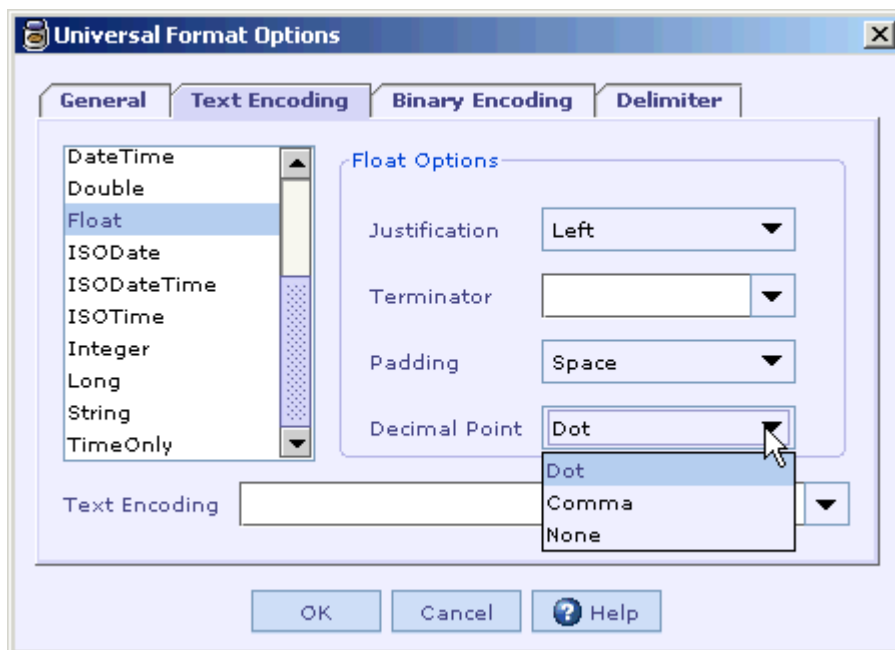 Universal Format Options
General Text Encoding Binary Encoding Delimiter
DateTime
Double
Float
ISODate
ISODateTime
ISOTime
Integer
Long
String
TimeOnly
Float Options
Justification Left
Terminator
Padding Space
Decimal Point Dot
Dot
Comma
None
Text Encoding
OK Cancel ? Help